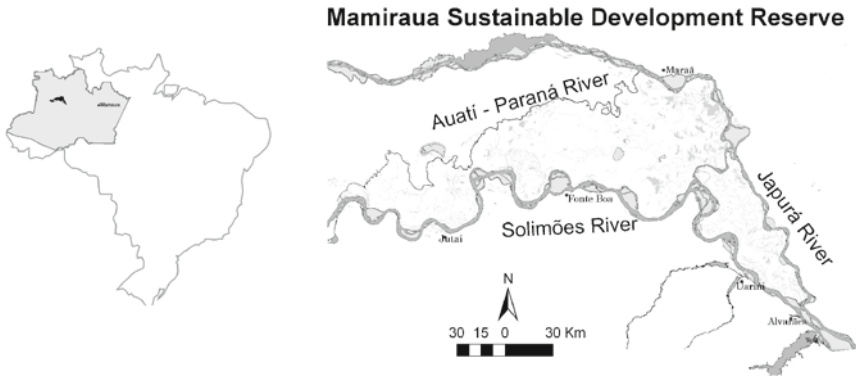 Mamiraua Sustainable Development Reserve
Maraã
Auatí - Paraná River
Japurá River
Fonte Boa
Solimões River
Jutaí
Uarini
Alvarães
N
30 15 0 30 Km